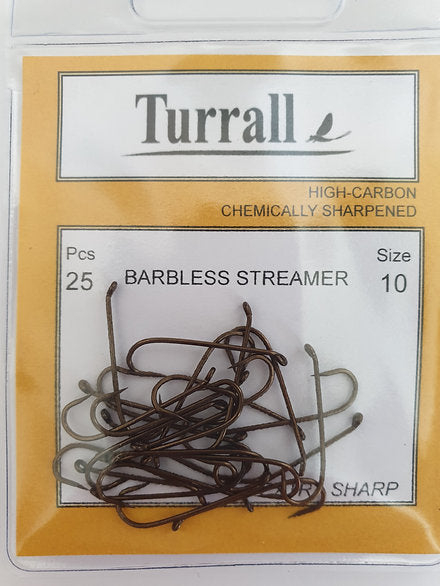 Turrall
HIGH-CARBON
CHEMICALLY SHARPENED
Pcs
25
BARBLESS STREAMER
Size
10
SHARP